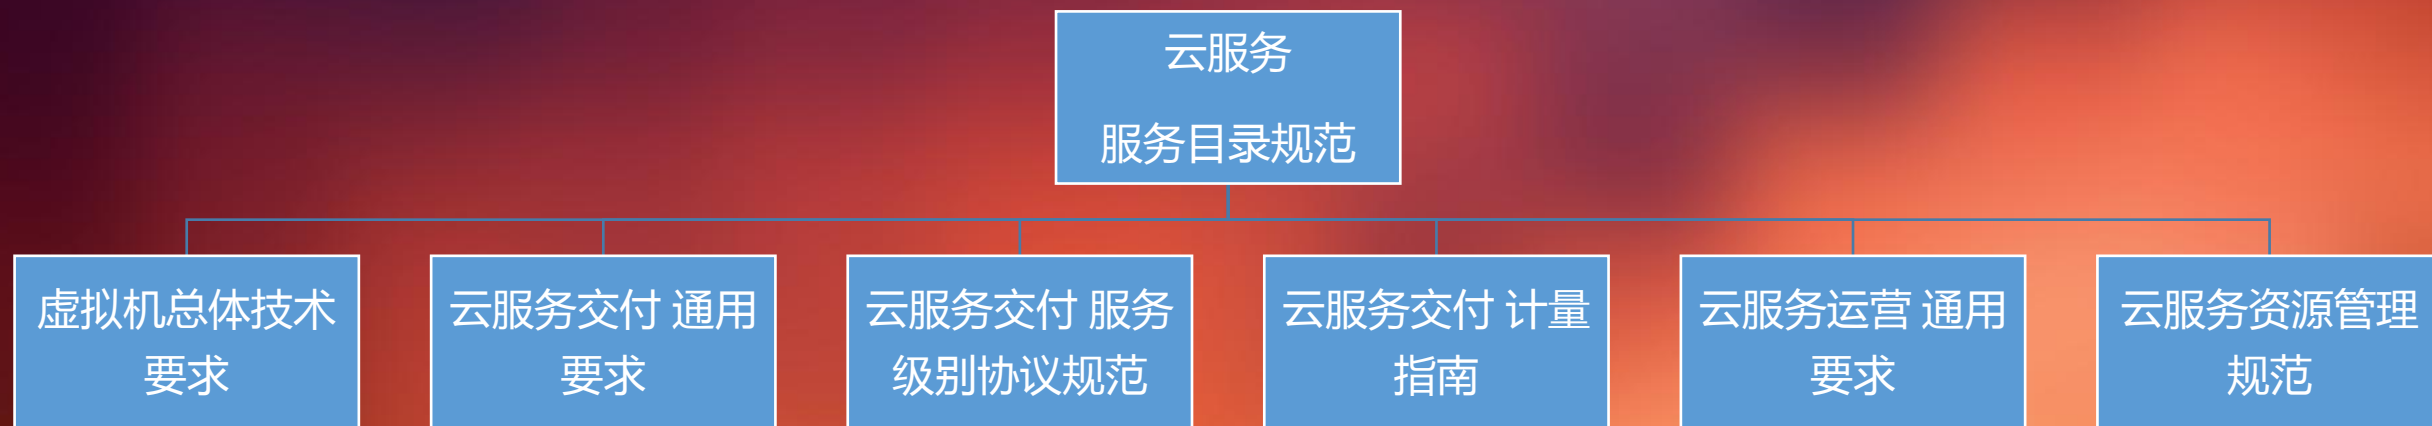 云服务
服务目录规范
虚拟机总体技术
要求
云服务交付 通用
要求
云服务交付 服务
级别协议规范
云服务交付 计量
指南
云服务运营 通用
要求
云服务资源管理
规范